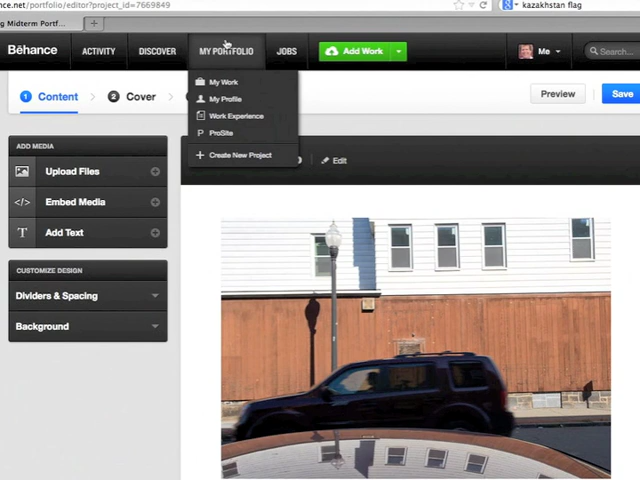 nce.net/portfolio/editor?project_id=7669849
kazakhstan flag
g Midterm Portf...
Bēhance
ACTIVITY
DISCOVER
MY PORTFOLIO
JOBS
Add Work
Me
Search...
My Work
My Profile
Work Experience
ProSite
Create New Project
1 Content
2 Cover
Preview
Save
ADD MEDIA
Upload Files
</> Embed Media
T Add Text
Edit
CUSTOMIZE DESIGN
Dividers & Spacing
Background